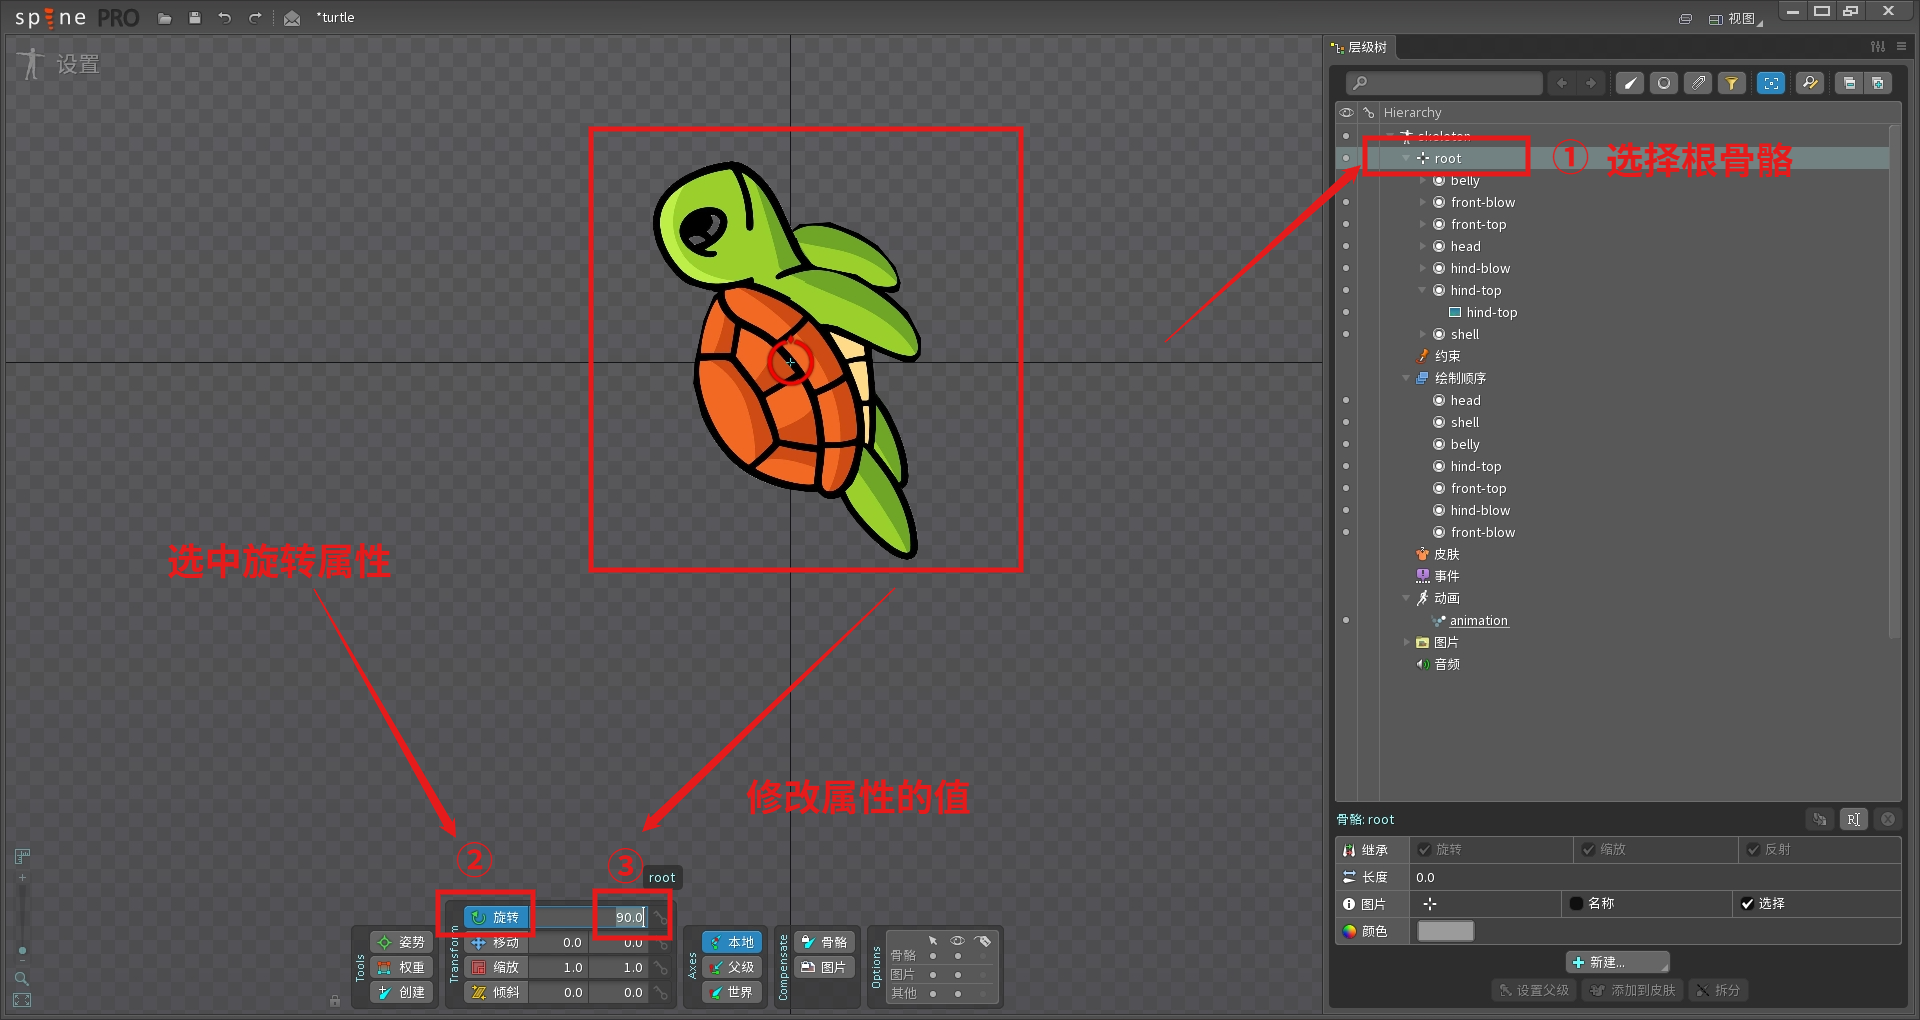 spine PRO
*turtle
视图
设置
层级树
Hierarchy
skeleton
root
① 选择根骨骼
belly
front-blow
front-top
head
hind-blow
hind-top
hind-top
shell
约束
绘制顺序
head
shell
belly
hind-top
front-top
hind-blow
front-blow
皮肤
事件
动画
animation
图片
音频
选中旋转属性
修改属性的值
②
③
root
Tools
姿势
权重
创建
Transform
旋转 90.0
移动 0.0 0.0
缩放 1.0 1.0
倾斜 0.0 0.0
Axes
本地
父级
世界
Compensate
骨骼
图片
Options
骨骼
图片
其他
骨骼: root
继承 旋转 缩放 反射
长度 0.0
图片 名称 选择
颜色
新建...
设置父级 添加到皮肤 拆分